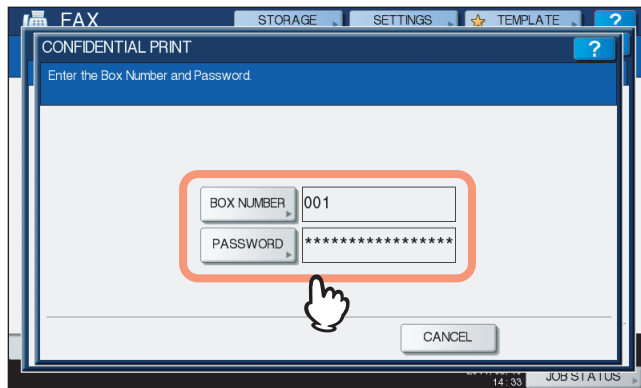 FAX
STORAGE SETTINGS TEMPLATE ?
CONFIDENTIAL PRINT ?
Enter the Box Number and Password.
BOX NUMBER 001
PASSWORD *****************
CANCEL
14 : 33 JOB STATUS